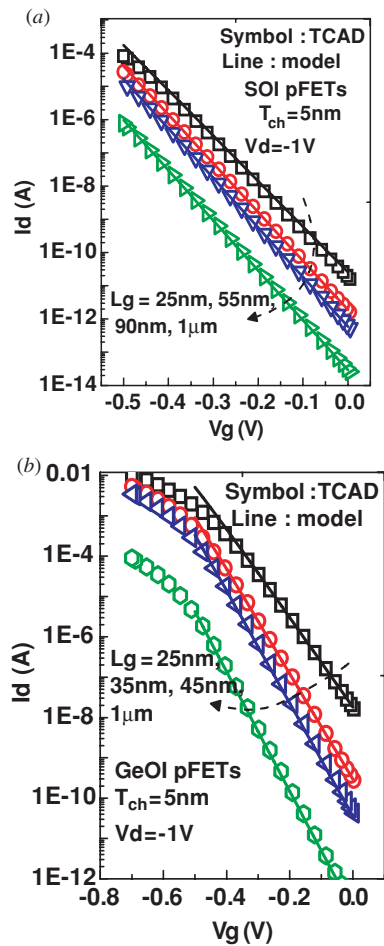 (a)
1E-4
1E-6
1E-8
1E-10
1E-12
1E-14
Id (A)
Symbol : TCAD
Line : model
SOI pFETs
T_ch=5nm
Vd=-1V
Lg = 25nm, 55nm,
90nm, 1μm
-0.5 -0.4 -0.3 -0.2 -0.1 0.0
Vg (V)
(b)
0.01
1E-4
1E-6
1E-8
1E-10
1E-12
Id (A)
Symbol : TCAD
Line : model
Lg = 25nm,
35nm, 45nm,
1μm
GeOI pFETs
T_ch=5nm
Vd=-1V
-0.8 -0.6 -0.4 -0.2 0.0
Vg (V)